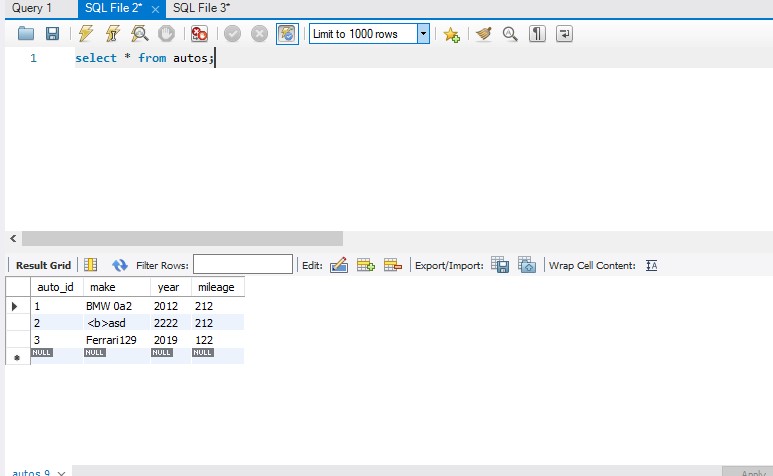 Query 1 SQL File 2* × SQL File 3*
Limit to 1000 rows
1 select * from autos;
Result Grid Filter Rows: Edit: Export/Import: Wrap Cell Content: IA
auto_id make year mileage
1 BMW 0a2 2012 212
2 <b>asd 2222 212
3 Ferrari129 2019 122
NULL NULL NULL NULL
autos 9 × Apply